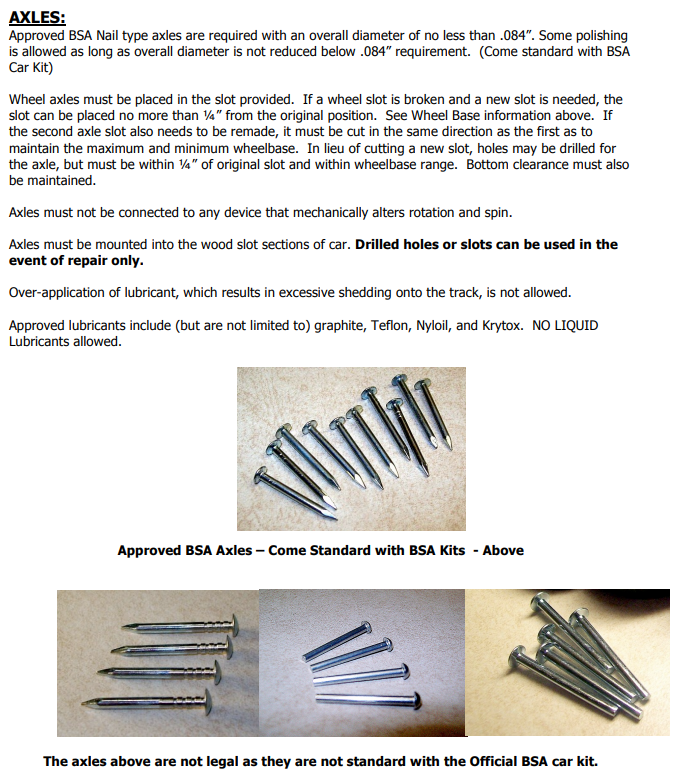 AXLES:
Approved BSA Nail type axles are required with an overall diameter of no less than .084”. Some polishing
is allowed as long as overall diameter is not reduced below .084” requirement. (Come standard with BSA
Car Kit)
Wheel axles must be placed in the slot provided. If a wheel slot is broken and a new slot is needed, the
slot can be placed no more than ¼” from the original position. See Wheel Base information above. If
the second axle slot also needs to be remade, it must be cut in the same direction as the first as to
maintain the maximum and minimum wheelbase. In lieu of cutting a new slot, holes may be drilled for
the axle, but must be within ¼” of original slot and within wheelbase range. Bottom clearance must also
be maintained.
Axles must not be connected to any device that mechanically alters rotation and spin.
Axles must be mounted into the wood slot sections of car. Drilled holes or slots can be used in the
event of repair only.
Over-application of lubricant, which results in excessive shedding onto the track, is not allowed.
Approved lubricants include (but are not limited to) graphite, Teflon, Nyloil, and Krytox. NO LIQUID
Lubricants allowed.
Approved BSA Axles – Come Standard with BSA Kits - Above
The axles above are not legal as they are not standard with the Official BSA car kit.